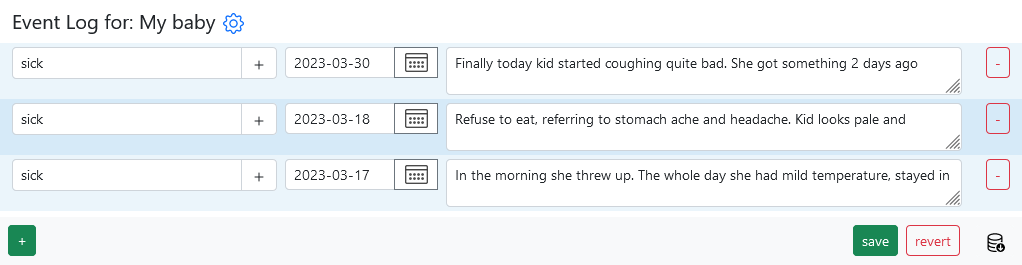 Event Log for: My baby
sick + 2023-03-30 Finally today kid started coughing quite bad. She got something 2 days ago -
sick + 2023-03-18 Refuse to eat, referring to stomach ache and headache. Kid looks pale and -
sick + 2023-03-17 In the morning she threw up. The whole day she had mild temperature, stayed in -
+ save revert